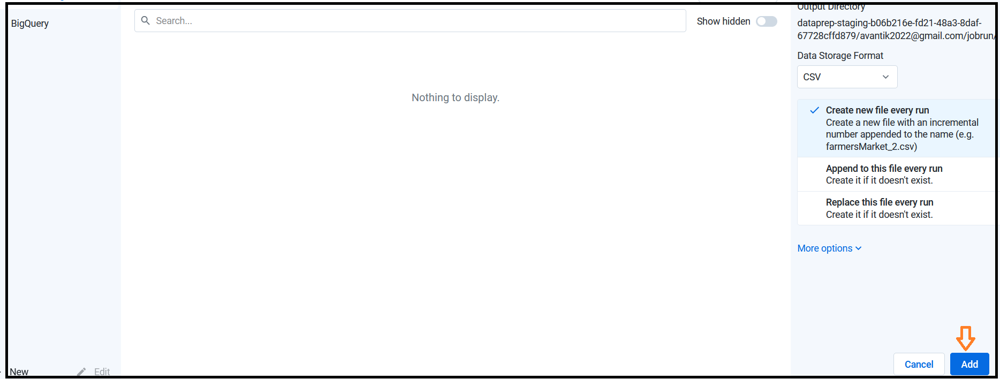 BigQuery
Search...
Show hidden
Nothing to display.
New
Edit
Output Directory
dataprep-staging-b06b216e-fd21-48a3-8daf-
67728cffd879/avantik2022@gmail.com/jobrun/
Data Storage Format
CSV
Create new file every run
Create a new file with an incremental
number appended to the name (e.g.
farmersMarket_2.csv)
Append to this file every run
Create it if it doesn't exist.
Replace this file every run
Create it if it doesn't exist.
More options
Cancel
Add